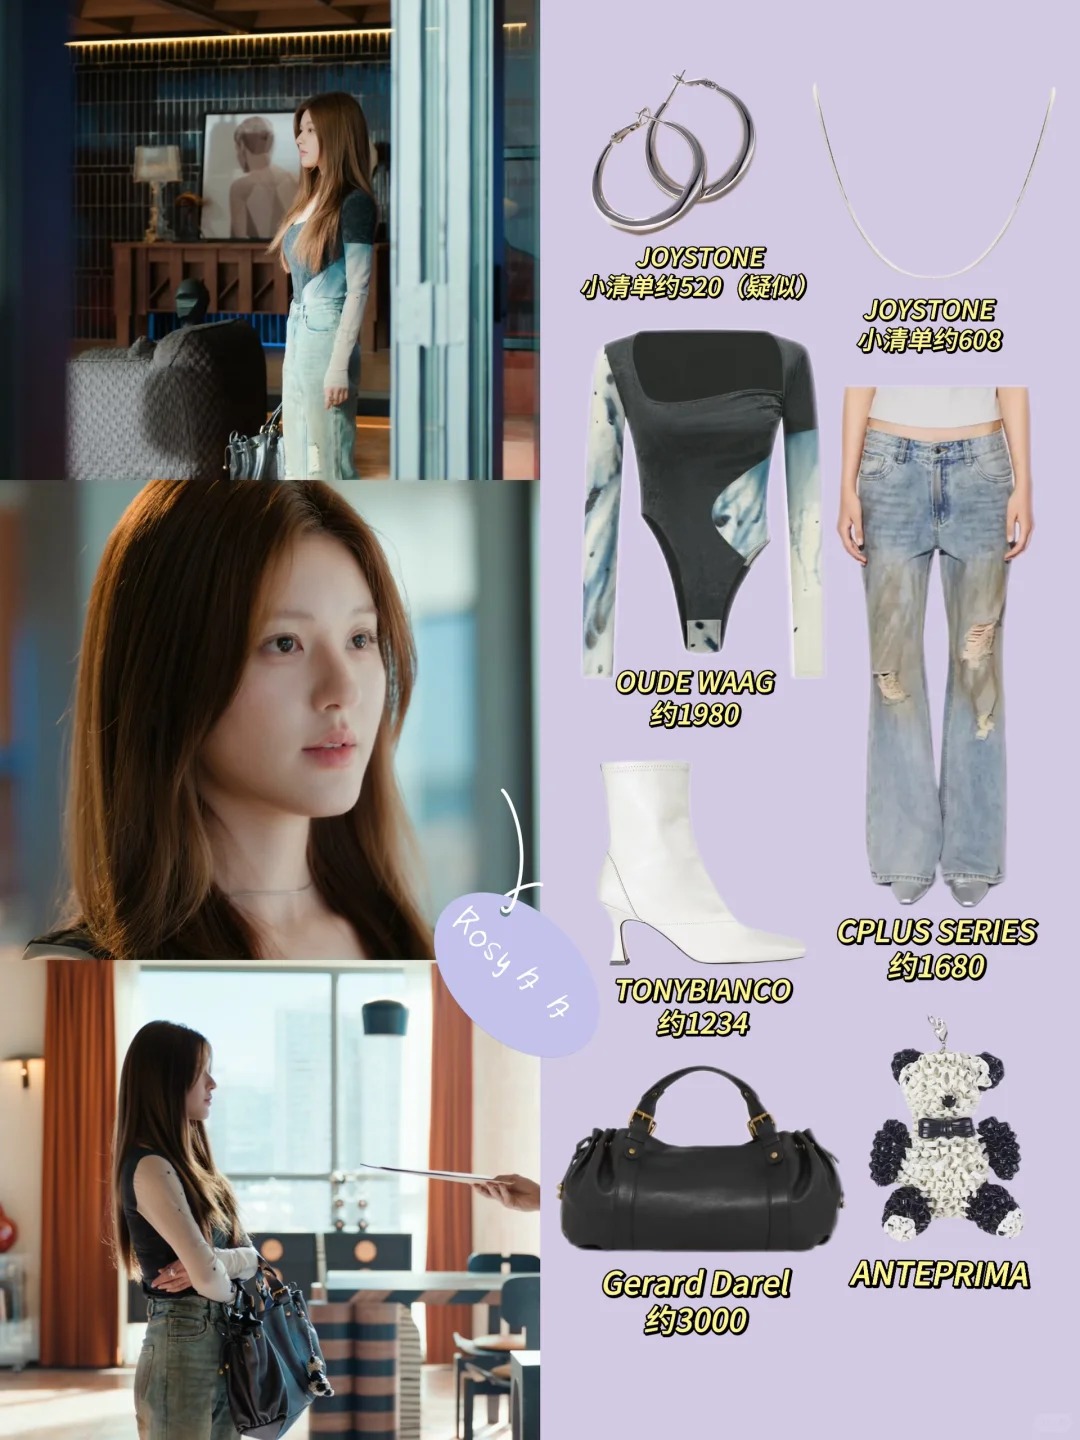 JOYSTONE
小清单约520（疑似）
JOYSTONE
小清单约608
OUDE WAAG
约1980
CPLUS SERIES
约1680
TONYBIANCO
约1234
Rosy
Gerard Darel
约3000
ANTEPRIMA